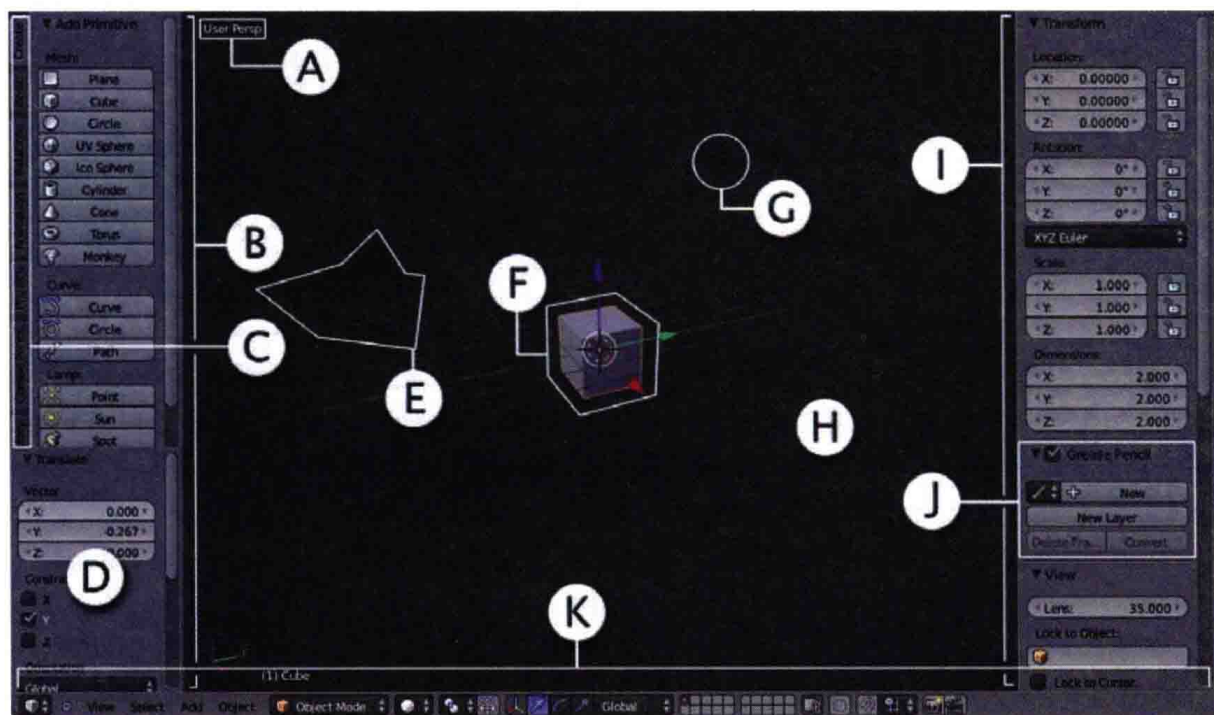 Create
Add Primitive
Mesh:
Plane
Cube
Circle
UV Sphere
Ico Sphere
Cylinder
Cone
Torus
Monkey
Curve:
Curve
Circle
Path
Lamp:
Point
Sun
Spot
Translate
Vector
X: 0.000
Y: -0.267
Z:
X
Y
Z
Global
User Persp
A
B
C
D
E
F
G
H
I
J
K
(1) Cube
Transform
Location:
X: 0.00000
Y: 0.00000
Z: 0.00000
Rotation:
X: 0°
Y: 0°
Z: 0°
XYZ Euler
Scale:
X: 1.000
Y: 1.000
Z: 1.000
Dimensions:
X: 2.000
Y: 2.000
Z: 2.000
Grease Pencil
New
New Layer
Delete Fra...
Convert
View
Lens: 35.000
Lock to Object:
Lock to Cursor
View Select Add Object Object Mode Global